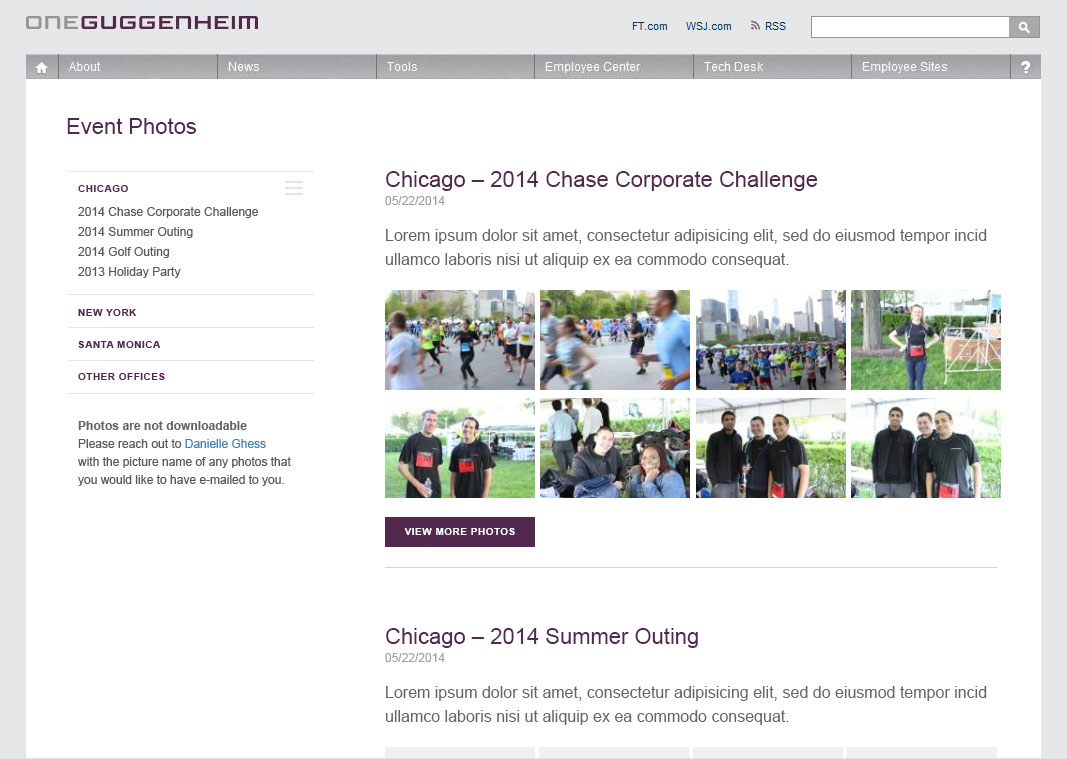 ONEGUGGENHEIM
FT.com WSJ.com RSS
About News Tools Employee Center Tech Desk Employee Sites ?
Event Photos
CHICAGO
2014 Chase Corporate Challenge
2014 Summer Outing
2014 Golf Outing
2013 Holiday Party
NEW YORK
SANTA MONICA
OTHER OFFICES
Photos are not downloadable
Please reach out to Danielle Ghess
with the picture name of any photos that
you would like to have e-mailed to you.
Chicago – 2014 Chase Corporate Challenge
05/22/2014
Lorem ipsum dolor sit amet, consectetur adipisicing elit, sed do eiusmod tempor incid
ullamco laboris nisi ut aliquip ex ea commodo consequat.
VIEW MORE PHOTOS
Chicago – 2014 Summer Outing
05/22/2014
Lorem ipsum dolor sit amet, consectetur adipisicing elit, sed do eiusmod tempor incid
ullamco laboris nisi ut aliquip ex ea commodo consequat.